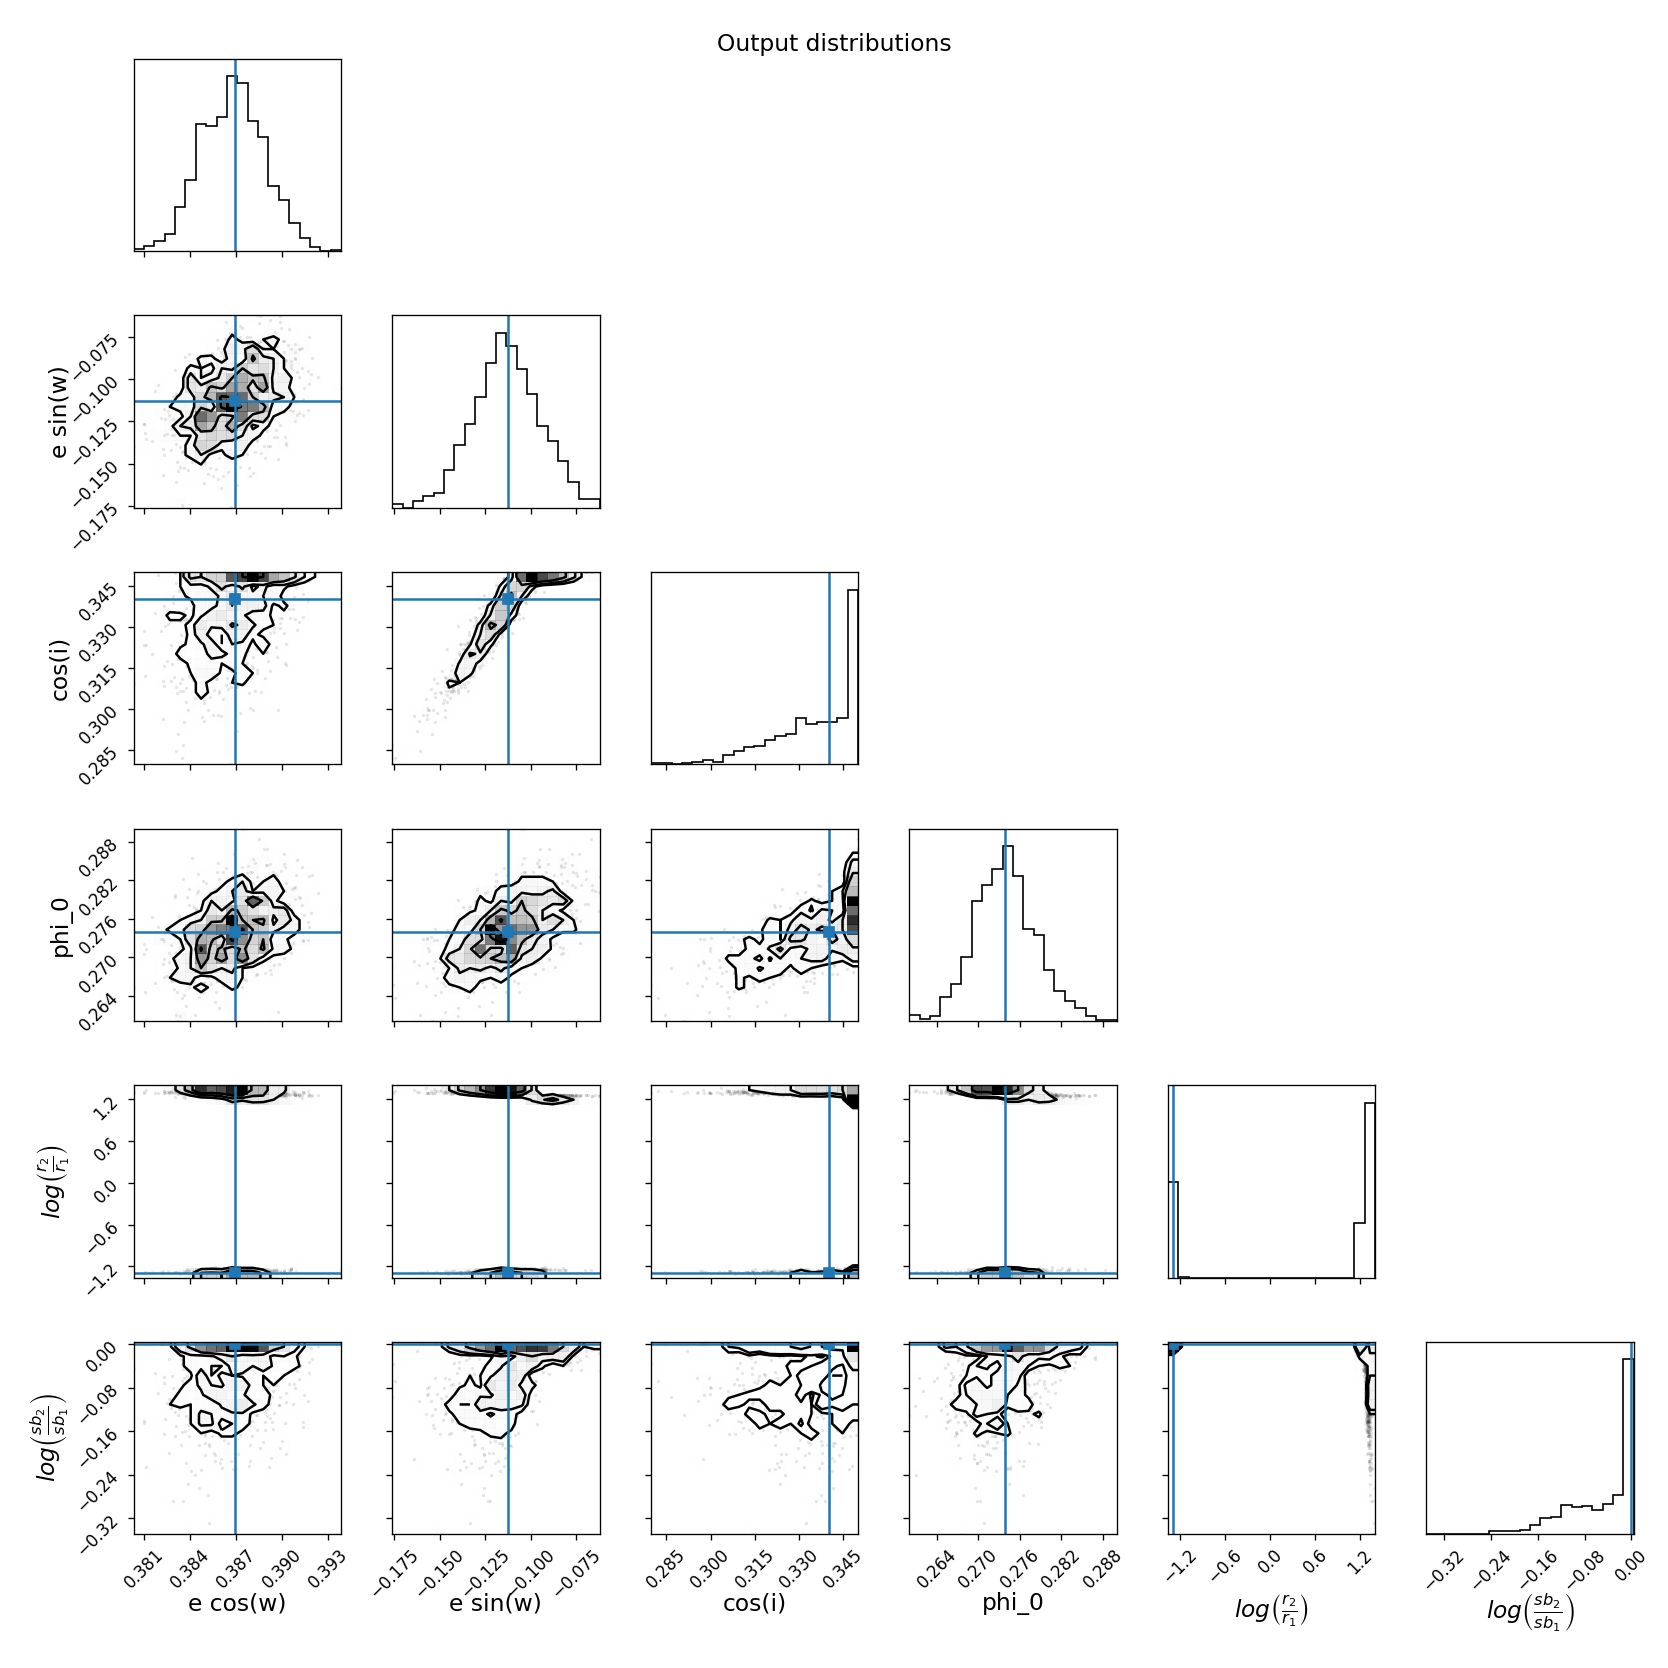 Output distributions
e sin(w)
−0.075
−0.100
−0.125
−0.150
−0.175
cos(i)
0.345
0.330
0.315
0.300
0.285
phi_0
0.288
0.282
0.276
0.270
0.264
log(r₂/r₁)
1.2
0.6
0.0
−0.6
−1.2
log(sb₂/sb₁)
0.00
−0.08
−0.16
−0.24
−0.32
0.381 0.384 0.387 0.390 0.393
e cos(w)
−0.175 −0.150 −0.125 −0.100 −0.075
e sin(w)
0.285 0.300 0.315 0.330 0.345
cos(i)
0.264 0.270 0.276 0.282 0.288
phi_0
−1.2 −0.6 0.0 0.6 1.2
log(r₂/r₁)
−0.32 −0.24 −0.16 −0.08 0.00
log(sb₂/sb₁)